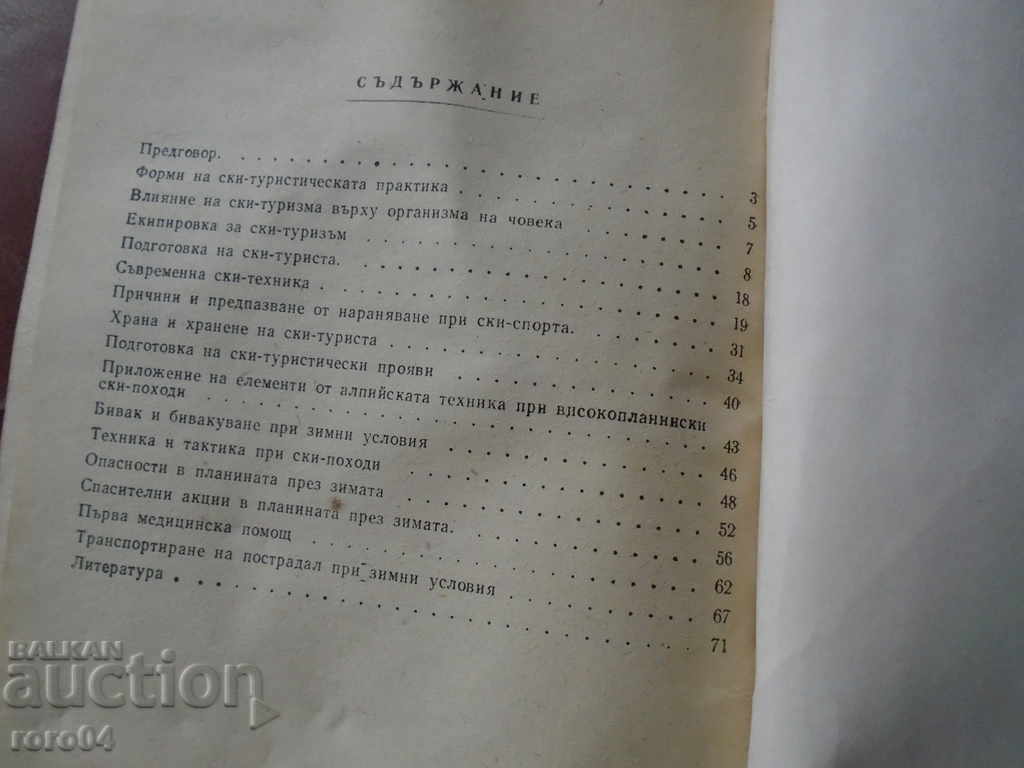 СЪДЪРЖАНИЕ
Предговор. . . . . . . . . . . . . . . . . . 3
Форми на ски-туристическата практика . . . . . . . . . . 5
Влияние на ски-туризма върху организма на човека . . . . . . 7
Екипировка за ски-туризъм . . . . . . . . . . . . . 8
Подготовка на ски-туриста. . . . . . . . . . . . . . 18
Съвременна ски-техника . . . . . . . . . . . . . . 19
Причини и предпазване от нараняване при ски-спорта. . . . . . 31
Храна и хранене на ски-туриста . . . . . . . . . . . 34
Подготовка на ски-туристически прояви . . . . . . . . . 40
Приложение на елементи от алпийската техника при високопланински
ски-походи . . . . . . . . . . . . . . . . . 43
Бивак и бивакуване при зимни условия . . . . . . . . . 46
Техника и тактика при ски-походи . . . . . . . . . . 48
Опасности в планината през зимата . . . . . . . . . . 52
Спасителни акции в планината през зимата. . . . . . . . . 56
Първа медицинска помощ . . . . . . . . . . . . . 62
Транспортиране на пострадал при зимни условия . . . . . . . 67
Литература . . . . . . . . . . . . . . . . . 71
BALKAN
auction
roro04